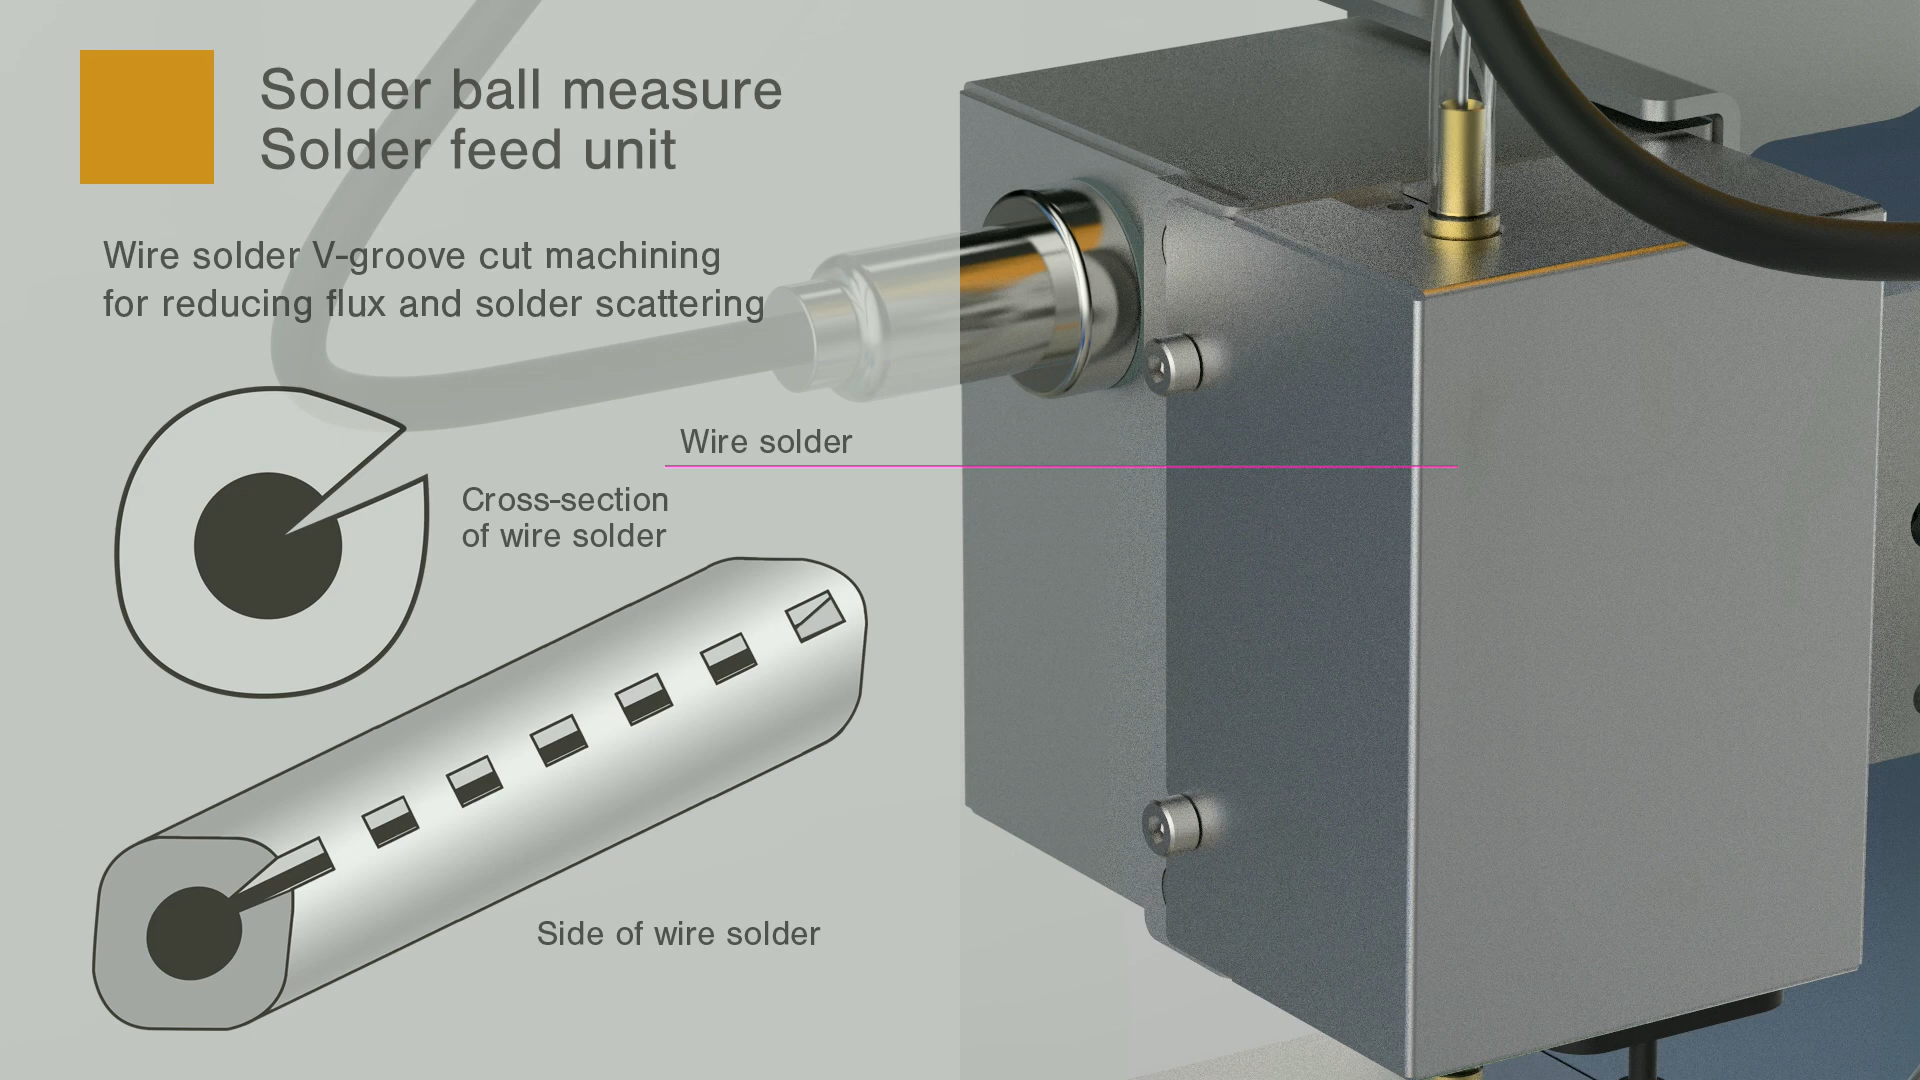 Solder ball measure
Solder feed unit
Wire solder V-groove cut machining
for reducing flux and solder scattering
Wire solder
Cross-section
of wire solder
Side of wire solder